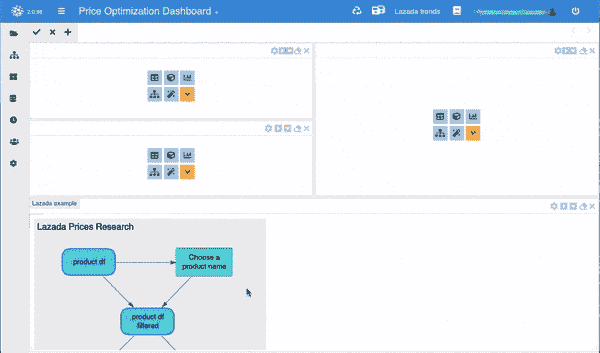 2.0.98
Price Optimization Dashboard
Lazada trends
Lazada example
Lazada Prices Research
product df
Choose a
product name
product df
filtered